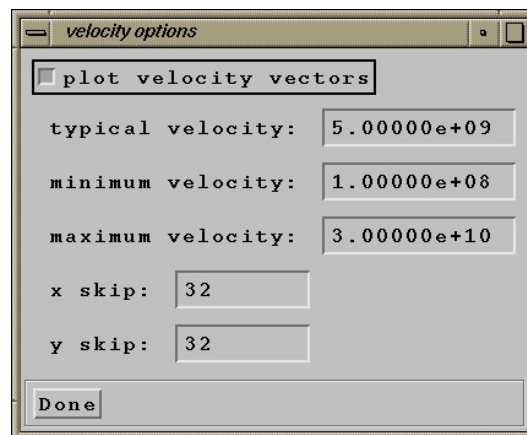 velocity options
plot velocity vectors
typical velocity: 5.00000e+09
minimum velocity: 1.00000e+08
maximum velocity: 3.00000e+10
x skip: 32
y skip: 32
Done